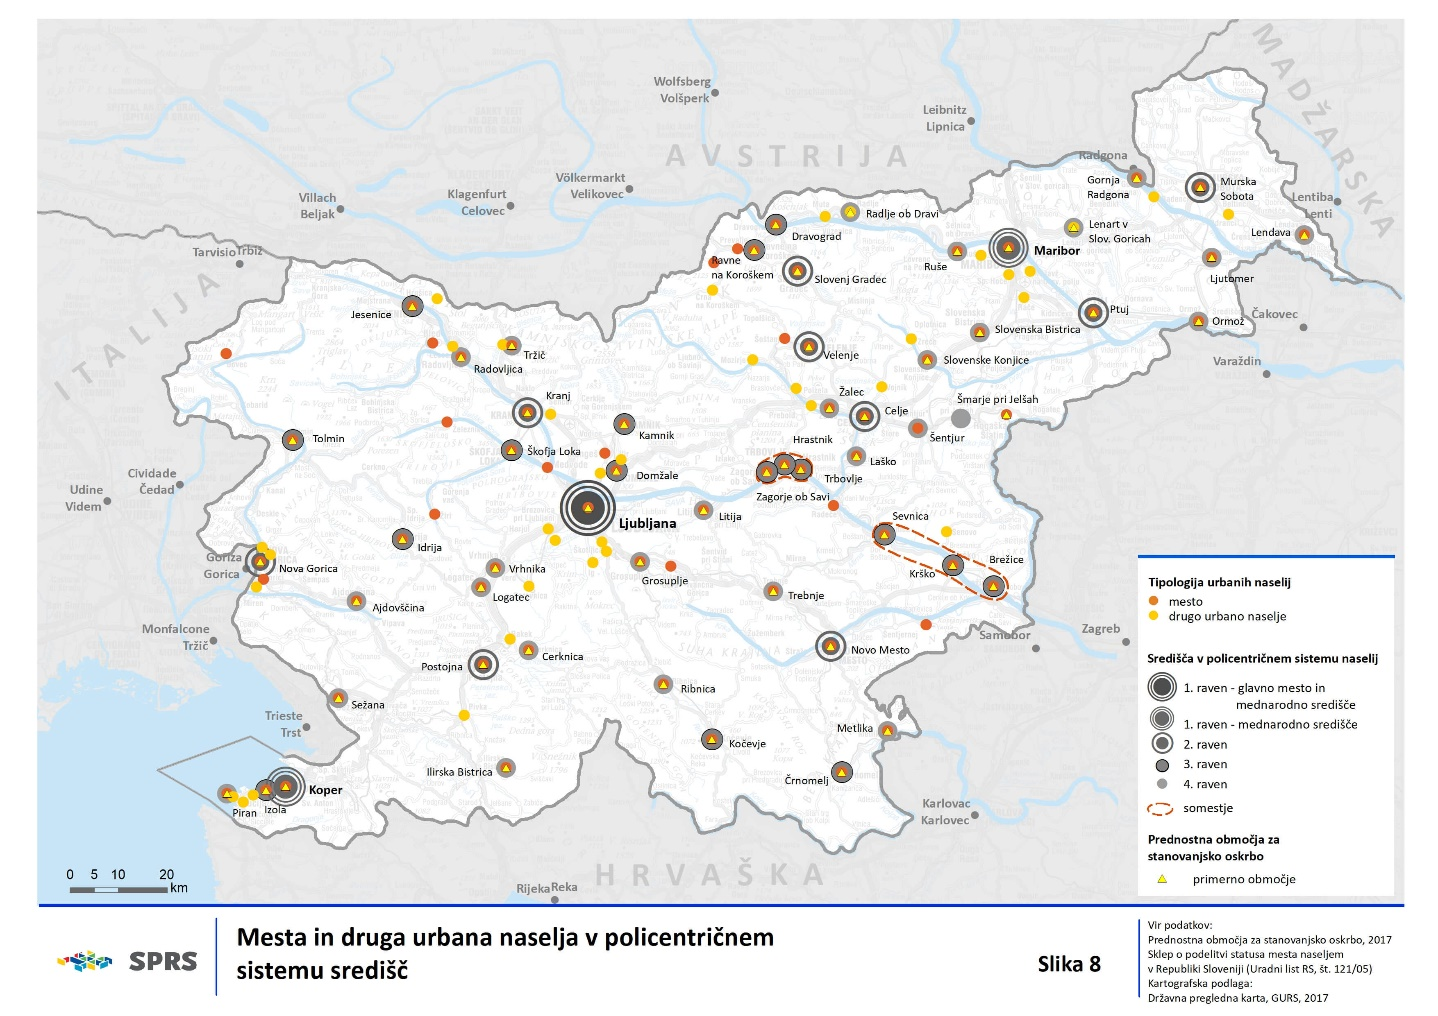 MADŽARSKA
AVSTRIJA
ITALIJA
HRVAŠKA
Wolfsberg
Volšperk
Leibnitz
Lipnica
Radgona
Völkermarkt
Velikovec
Klagenfurt
Celovec
Villach
Beljak
Tarvisio Trbiž
Lentiba
Lenti
Čakovec
Varaždin
Cividade
Čedad
Udine
Videm
Goriza
Gorica
Monfalcone
Tržič
Trieste
Trst
Samobor
Zagreb
Karlovac
Karlovec
Rijeka Reka
Gornja
Radgona
Murska
Sobota
Lendava
Ljutomer
Ormož
Lenart v
Slov. Goricah
Maribor
Ruše
Ptuj
Radlje ob Dravi
Dravograd
Ravne
na Koroškem
Slovenj Gradec
Slovenska Bistrica
Slovenske Konjice
Velenje
Žalec
Celje
Šmarje pri Jelšah
Šentjur
Laško
Hrastnik
Trbovlje
Zagorje ob Savi
Jesenice
Radovljica
Tržič
Kranj
Kamnik
Škofja Loka
Domžale
Tolmin
Ljubljana
Litija
Idrija
Sevnica
Brežice
Krško
Nova Gorica
Vrhnika
Grosuplje
Logatec
Trebnje
Ajdovščina
Novo Mesto
Postojna
Cerknica
Ribnica
Sežana
Metlika
Kočevje
Ilirska Bistrica
Črnomelj
Koper
Izola
Piran
0 5 10 20
km
Tipologija urbanih naselij
mesto
drugo urbano naselje
Središča v policentričnem sistemu naselij
1. raven - glavno mesto in
mednarodno središče
1. raven - mednarodno središče
2. raven
3. raven
4. raven
somestje
Prednostna območja za
stanovanjsko oskrbo
primerno območje
SPRS
Mesta in druga urbana naselja v policentričnem
sistemu središč
Slika 8
Vir podatkov:
Prednostna območja za stanovanjsko oskrbo, 2017
Sklep o podelitvi statusa mesta naseljem
v Republiki Sloveniji (Uradni list RS, št. 121/05)
Kartografska podlaga:
Državna pregledna karta, GURS, 2017